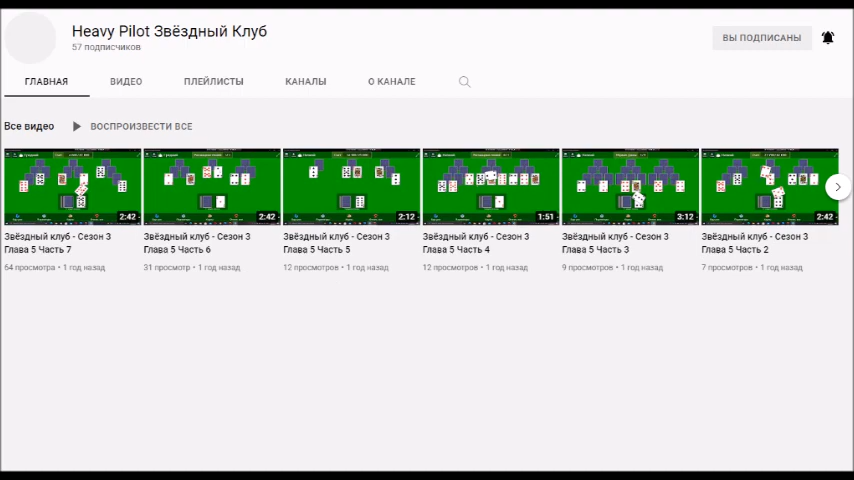 Heavy Pilot Звёздный Клуб
57 подписчиков
ВЫ ПОДПИСАНЫ
ГЛАВНАЯ ВИДЕО ПЛЕЙЛИСТЫ КАНАЛЫ О КАНАЛЕ
Все видео ВОСПРОИЗВЕСТИ ВСЕ
2:42 2:42 2:12 1:51 3:12 2:42
Звёздный клуб - Сезон 3
Глава 5 Часть 7
64 просмотра • 1 год назад
Звёздный клуб - Сезон 3
Глава 5 Часть 6
31 просмотр • 1 год назад
Звёздный клуб - Сезон 3
Глава 5 Часть 5
12 просмотров • 1 год назад
Звёздный клуб - Сезон 3
Глава 5 Часть 4
12 просмотров • 1 год назад
Звёздный клуб - Сезон 3
Глава 5 Часть 3
9 просмотров • 1 год назад
Звёздный клуб - Сезон 3
Глава 5 Часть 2
7 просмотров • 1 год назад